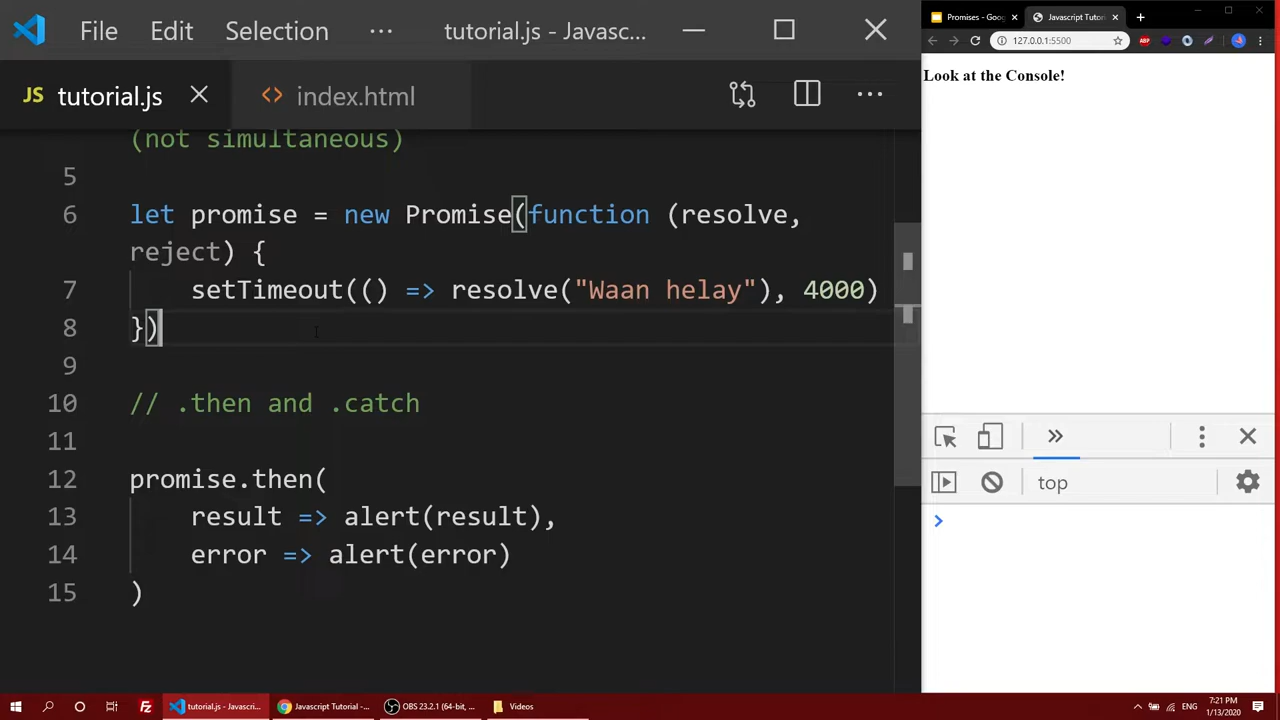 File Edit Selection ··· tutorial.js - Javasc...
JS tutorial.js index.html
(not simultaneous)
5
6 let promise = new Promise(function (resolve,
reject) {
7 setTimeout(() => resolve("Waan helay"), 4000)
8 })
9
10 // .then and .catch
11
12 promise.then(
13 result => alert(result),
14 error => alert(error)
15 )
Promises - Goog Javascript Tutor
127.0.0.1:5500 ABP
Look at the Console!
top
tutorial.js - Javascri... Javascript Tutorial -... OBS 23.2.1 (64-bit, ... Videos
ENG 7:21 PM
1/13/2020